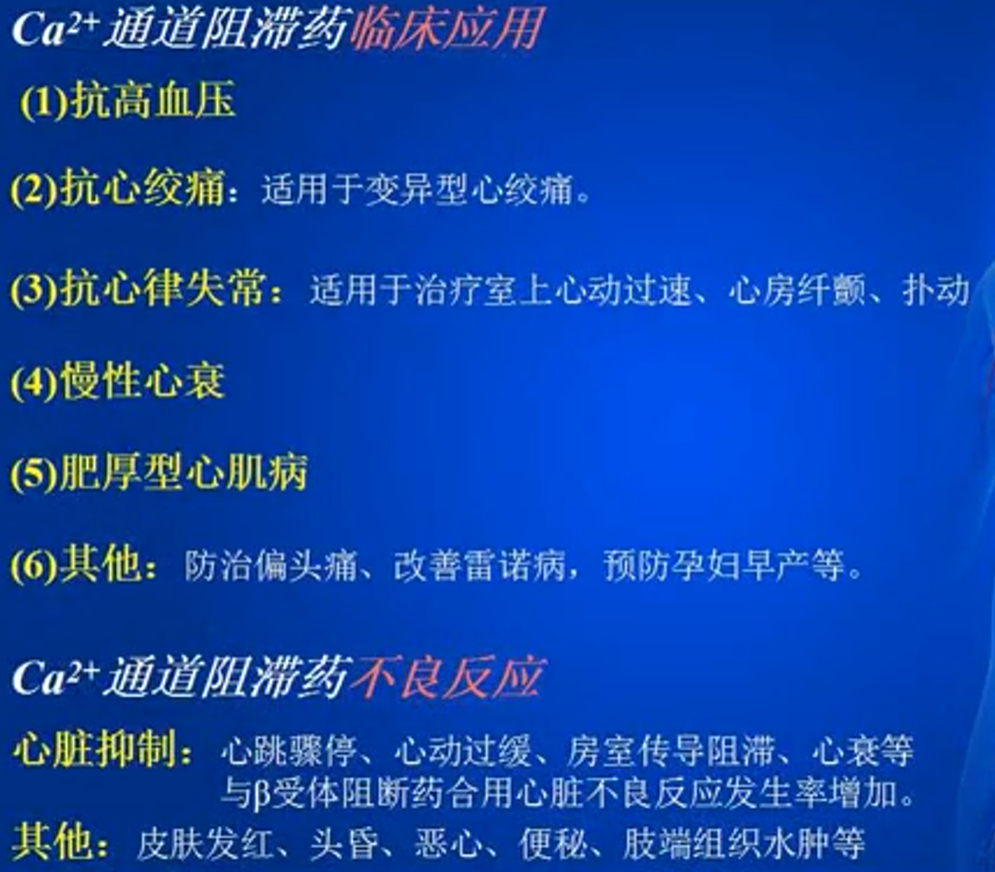 Ca²⁺通道阻滞药临床应用
(1)抗高血压
(2)抗心绞痛：适用于变异型心绞痛。
(3)抗心律失常：适用于治疗室上心动过速、心房纤颤、扑动
(4)慢性心衰
(5)肥厚型心肌病
(6)其他：防治偏头痛、改善雷诺病，预防孕妇早产等。
Ca²⁺通道阻滞药不良反应
心脏抑制：心跳骤停、心动过缓、房室传导阻滞、心衰等
与β受体阻断药合用心脏不良反应发生率增加。
其他：皮肤发红、头昏、恶心、便秘、肢端组织水肿等